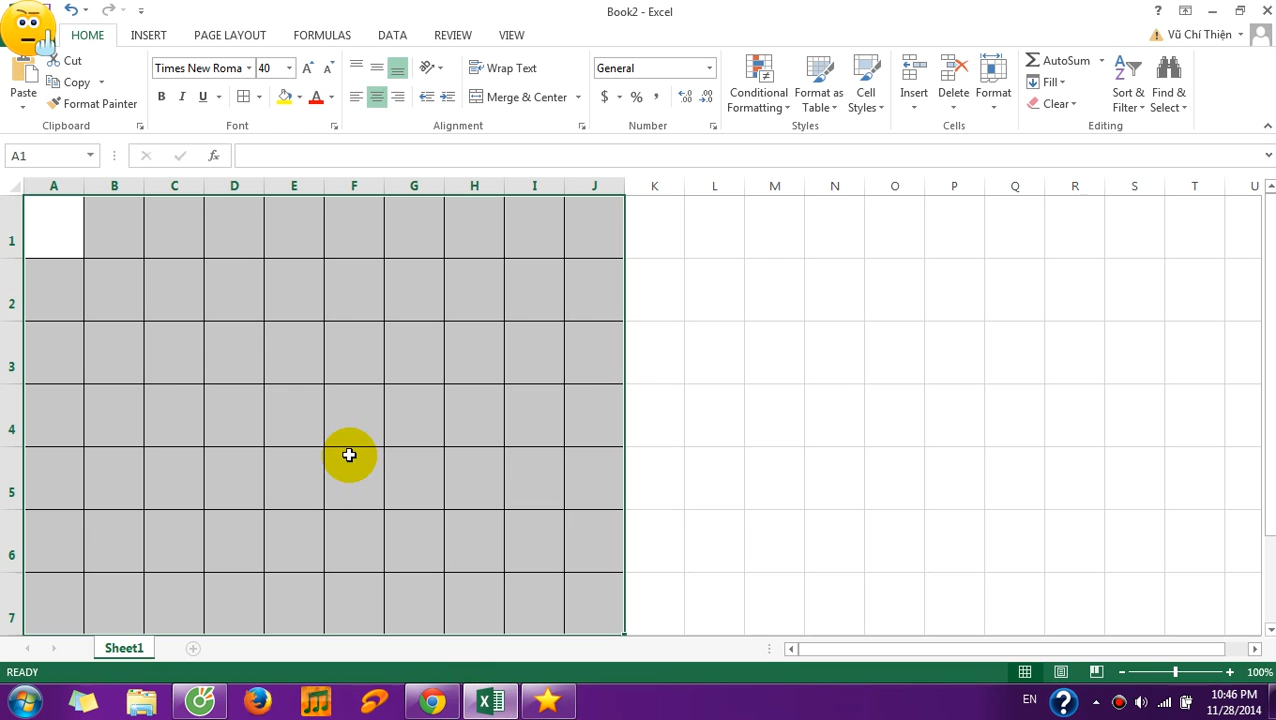 Book2 - Excel
?
HOME
INSERT
PAGE LAYOUT
FORMULAS
DATA
REVIEW
VIEW
Vũ Chí Thiện
Paste
Cut
Copy
Format Painter
Clipboard
Times New Roma
40
B
I
U
A
Font
Wrap Text
Merge & Center
Alignment
General
$ % ,
Number
Conditional
Formatting
Format as
Table
Cell
Styles
Styles
Insert
Delete
Format
Cells
AutoSum
Fill
Clear
Sort &
Filter
Find &
Select
Editing
A1
fx
A B C D E F G H I J K L M N O P Q R S T U
1
2
3
4
5
6
7
Sheet1
READY
100%
EN
?
10:46 PM
11/28/2014